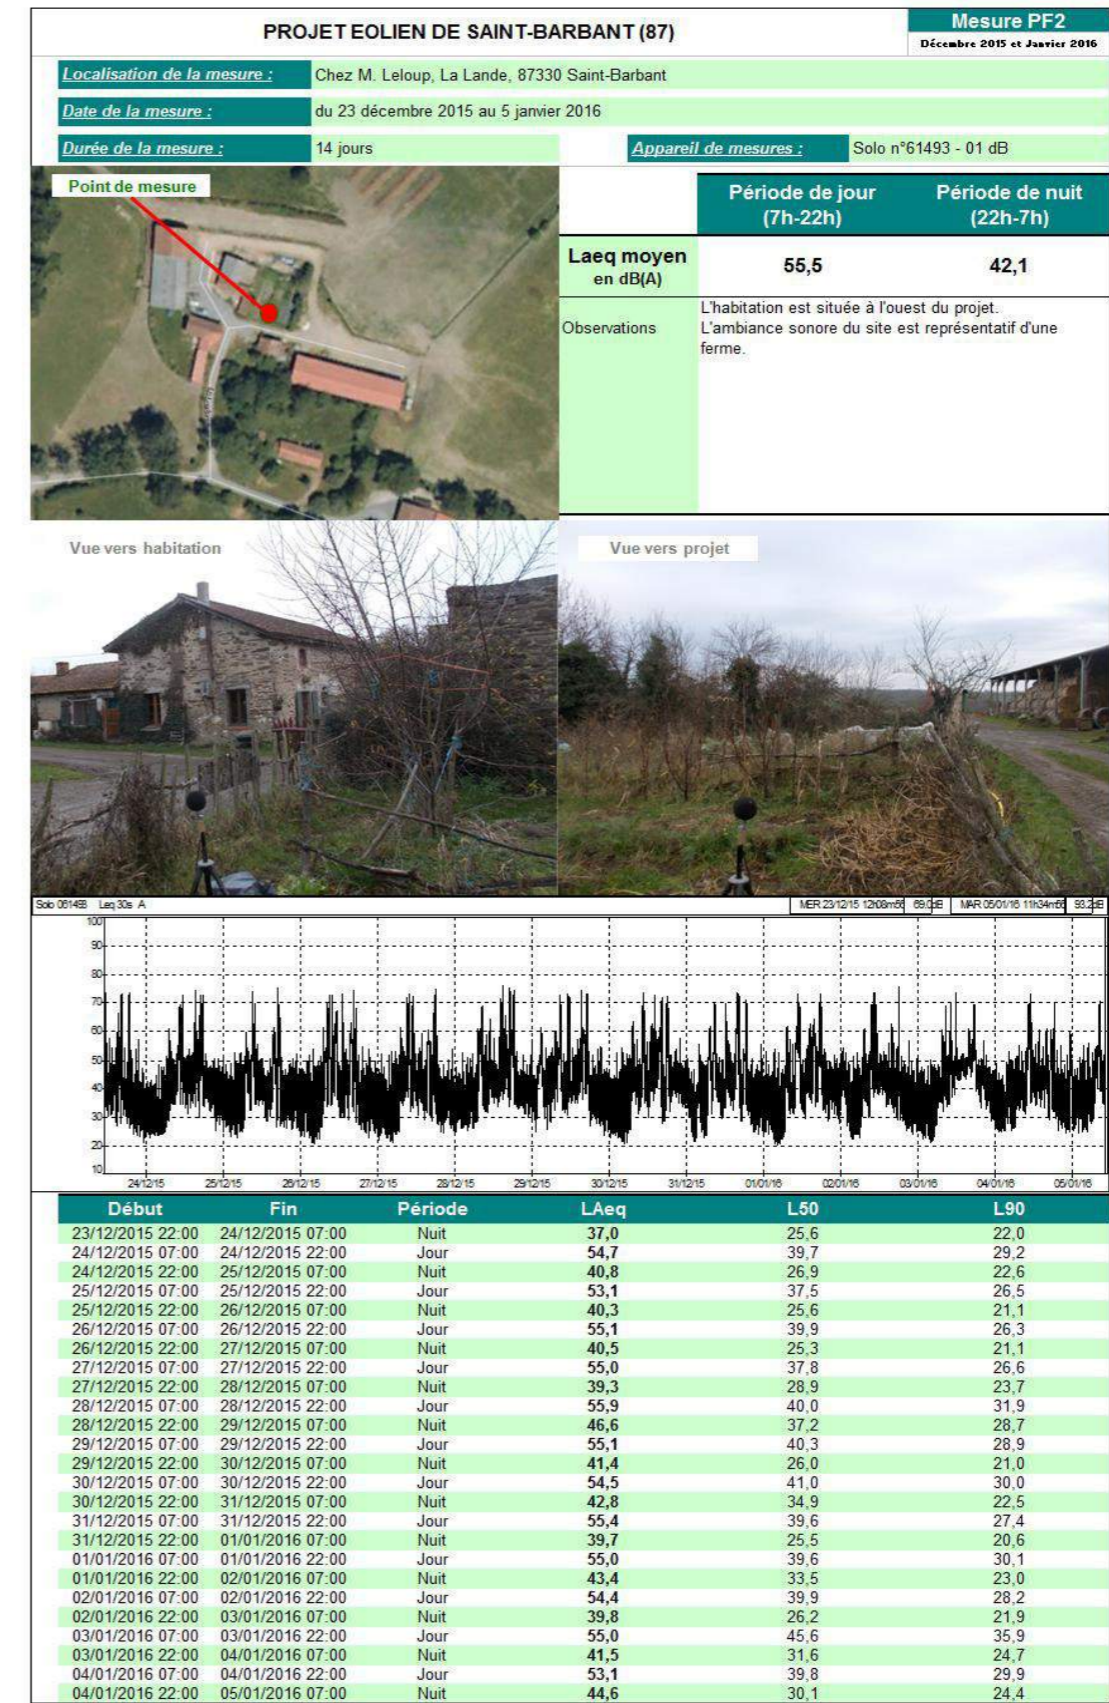 PROJET EOLIEN DE SAINT-BARBANT (87)
Mesure PF2
Décembre 2015 et Janvier 2016
Localisation de la mesure : Chez M. Leloup, La Lande, 87330 Saint-Barbant
Date de la mesure : du 23 décembre 2015 au 5 janvier 2016
Durée de la mesure : 14 jours Appareil de mesures : Solo n°61493 - 01 dB
Point de mesure
Période de jour (7h-22h) Période de nuit (22h-7h)
Laeq moyen en dB(A) 55,5 42,1
Observations
L'habitation est située à l'ouest du projet.
L'ambiance sonore du site est représentatif d'une
ferme.
Vue vers habitation
Vue vers projet
Solo 061493 Leq 30s A MER 23/12/15 12h08m56 69.0dB MAR 05/01/16 11h34m56 93.2dB
100
90
80
70
60
50
40
30
20
10
24/12/15 25/12/15 26/12/15 27/12/15 28/12/15 29/12/15 30/12/15 31/12/15 01/01/16 02/01/16 03/01/16 04/01/16 05/01/16
Début Fin Période LAeq L50 L90
23/12/2015 22:00 24/12/2015 07:00 Nuit 37,0 25,6 22,0
24/12/2015 07:00 24/12/2015 22:00 Jour 54,7 39,7 29,2
24/12/2015 22:00 25/12/2015 07:00 Nuit 40,8 26,9 22,6
25/12/2015 07:00 25/12/2015 22:00 Jour 53,1 37,5 26,5
25/12/2015 22:00 26/12/2015 07:00 Nuit 40,3 25,6 21,1
26/12/2015 07:00 26/12/2015 22:00 Jour 55,1 39,9 26,3
26/12/2015 22:00 27/12/2015 07:00 Nuit 40,5 25,3 21,1
27/12/2015 07:00 27/12/2015 22:00 Jour 55,0 37,8 26,6
27/12/2015 22:00 28/12/2015 07:00 Nuit 39,3 28,9 23,7
28/12/2015 07:00 28/12/2015 22:00 Jour 55,9 40,0 31,9
28/12/2015 22:00 29/12/2015 07:00 Nuit 46,6 37,2 28,7
29/12/2015 07:00 29/12/2015 22:00 Jour 55,1 40,3 28,9
29/12/2015 22:00 30/12/2015 07:00 Nuit 41,4 26,0 21,0
30/12/2015 07:00 30/12/2015 22:00 Jour 54,5 41,0 30,0
30/12/2015 22:00 31/12/2015 07:00 Nuit 42,8 34,9 22,5
31/12/2015 07:00 31/12/2015 22:00 Jour 55,4 39,6 27,4
31/12/2015 22:00 01/01/2016 07:00 Nuit 39,7 25,5 20,6
01/01/2016 07:00 01/01/2016 22:00 Jour 55,0 39,6 30,1
01/01/2016 22:00 02/01/2016 07:00 Nuit 43,4 33,5 23,0
02/01/2016 07:00 02/01/2016 22:00 Jour 54,4 39,9 28,2
02/01/2016 22:00 03/01/2016 07:00 Nuit 39,8 26,2 21,9
03/01/2016 07:00 03/01/2016 22:00 Jour 55,0 45,6 35,9
03/01/2016 22:00 04/01/2016 07:00 Nuit 41,5 31,6 24,7
04/01/2016 07:00 04/01/2016 22:00 Jour 53,1 39,8 29,9
04/01/2016 22:00 05/01/2016 07:00 Nuit 44,6 30,1 24,4